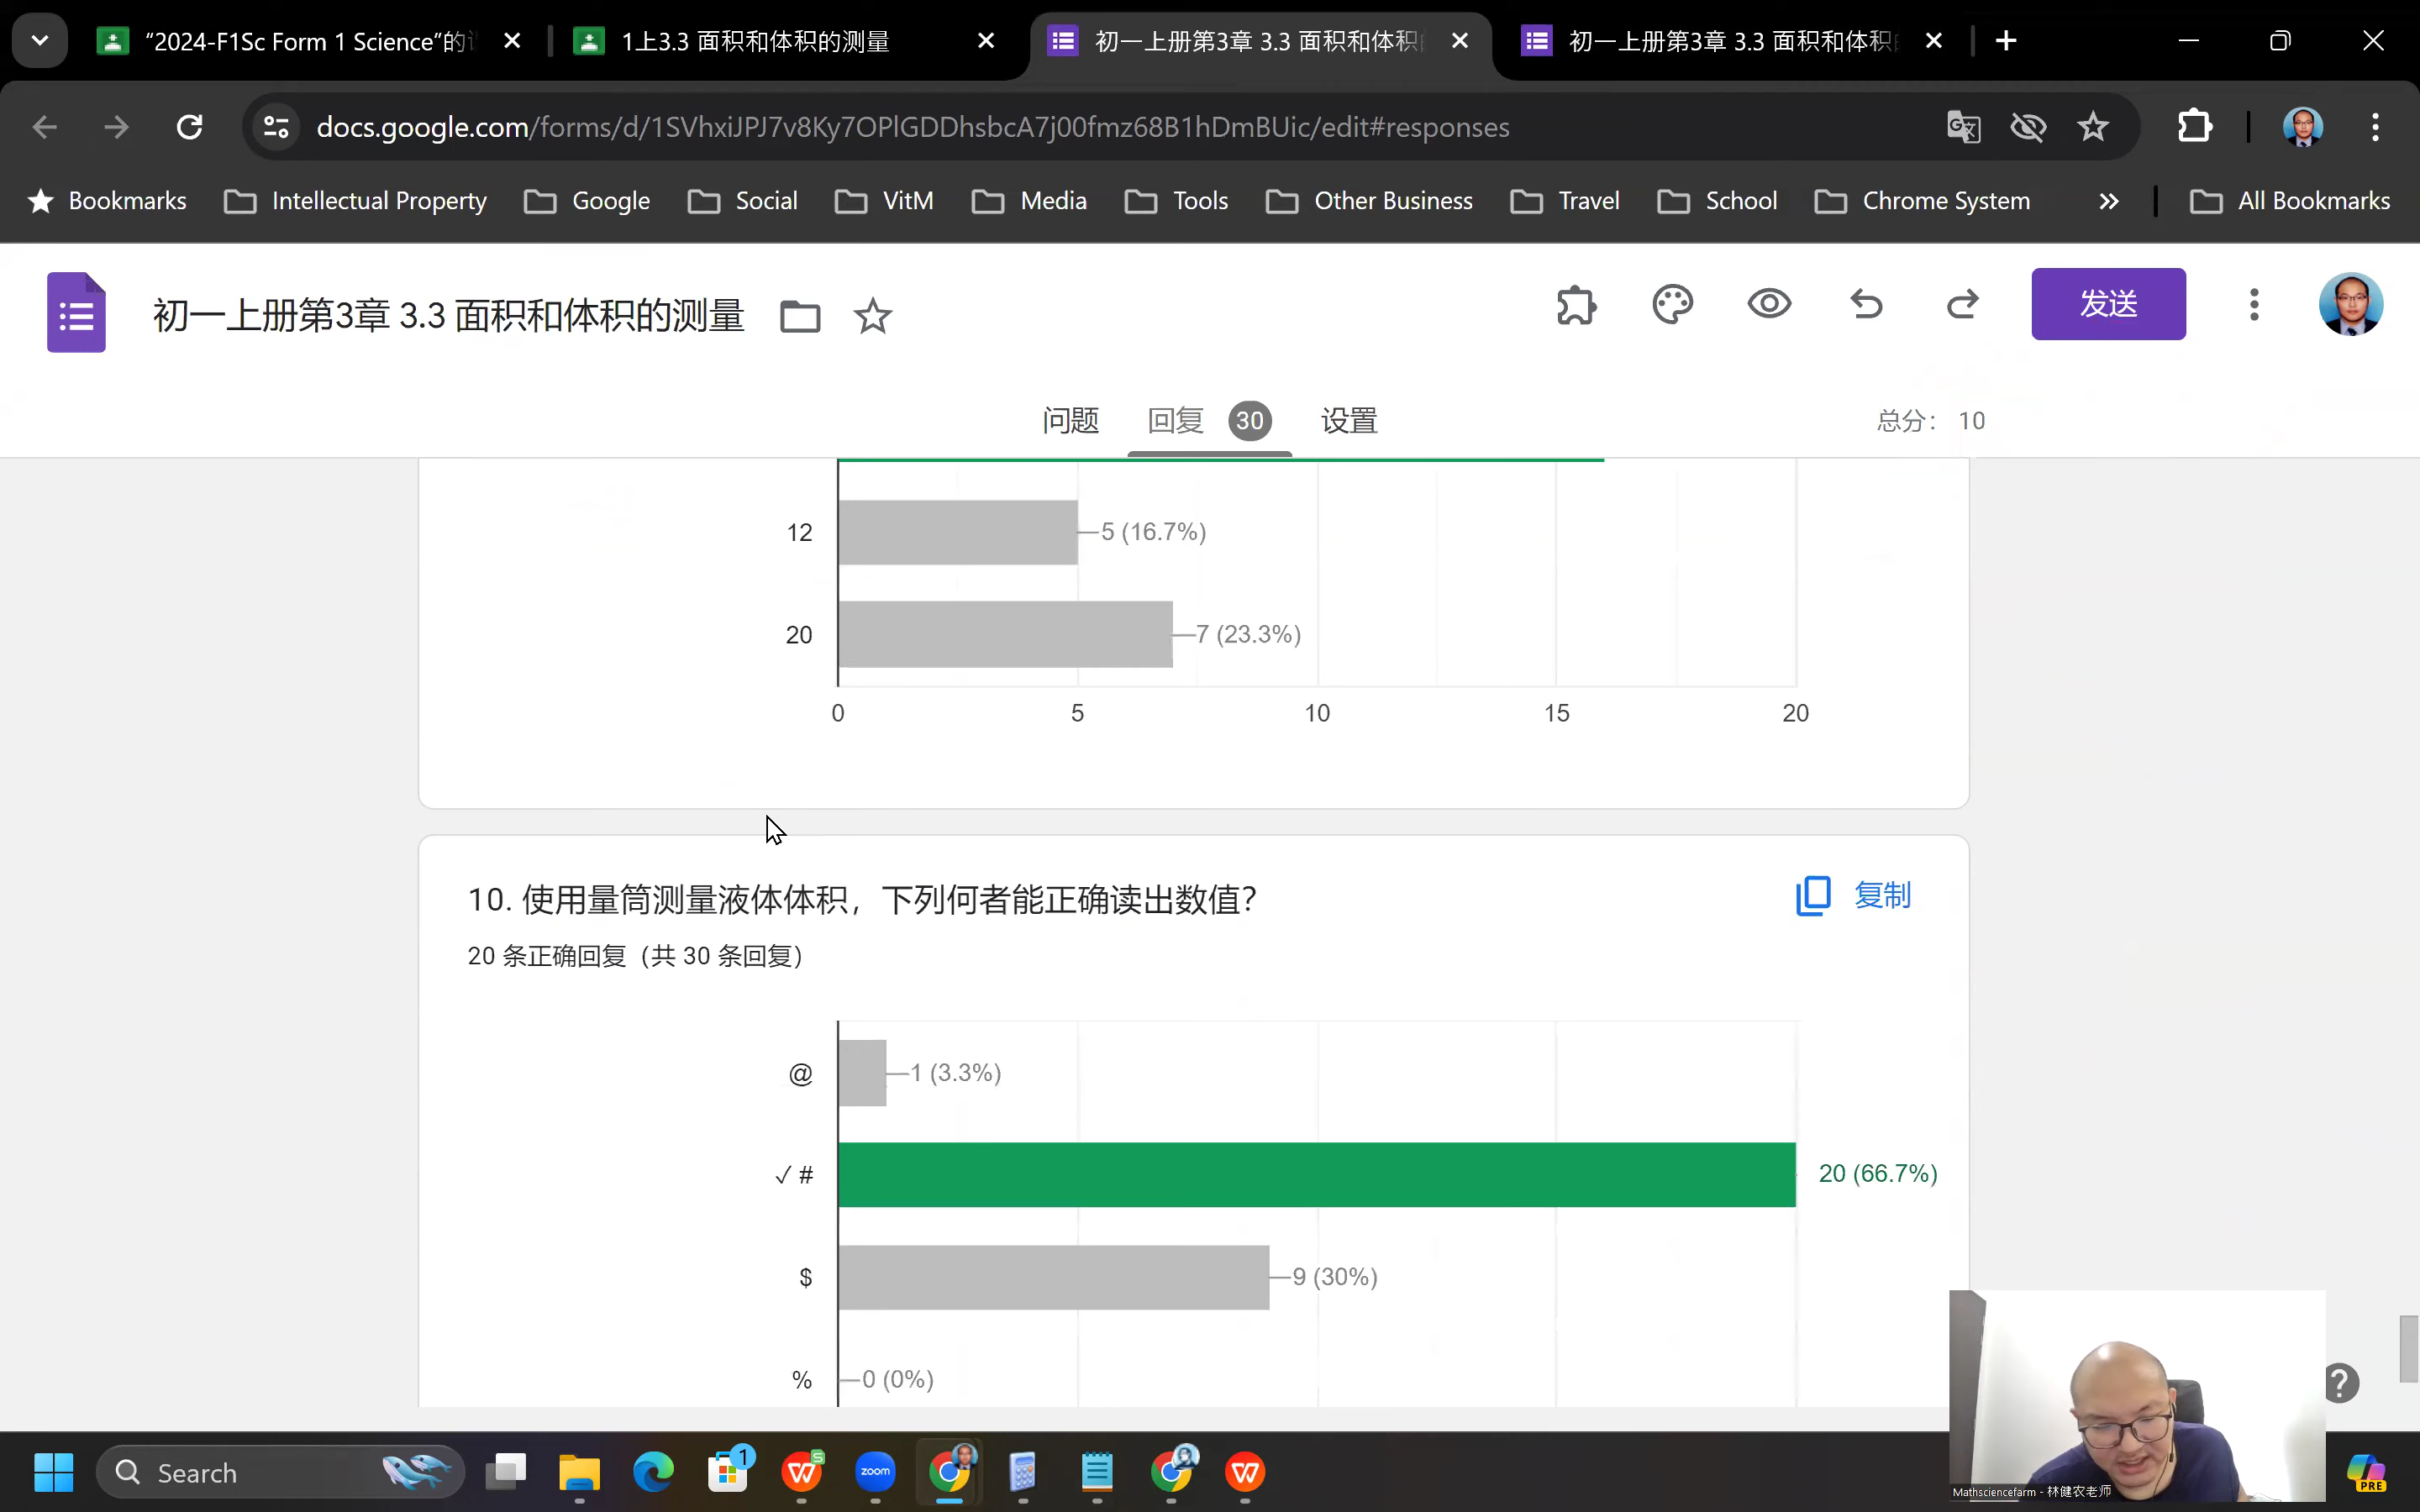 “2024-F1Sc Form 1 Science”的
1上3.3 面积和体积的测量
初一上册第3章 3.3 面积和体积
初一上册第3章 3.3 面积和体积
docs.google.com/forms/d/1SVhxiJPJ7v8Ky7OPlGDDhsbcA7j00fmz68B1hDmBUic/edit#responses
Bookmarks
Intellectual Property
Google
Social
VitM
Media
Tools
Other Business
Travel
School
Chrome System
All Bookmarks
初一上册第3章 3.3 面积和体积的测量
发送
问题
回复 30
设置
总分： 10
12
5 (16.7%)
20
7 (23.3%)
0
5
10
15
20
10. 使用量筒测量液体体积，下列何者能正确读出数值？
复制
20 条正确回复（共 30 条回复）
@
1 (3.3%)
✓ #
20 (66.7%)
$
9 (30%)
%
0 (0%)
Mathsciencefarm - 林健农老师
Search
1
zoom
PRE